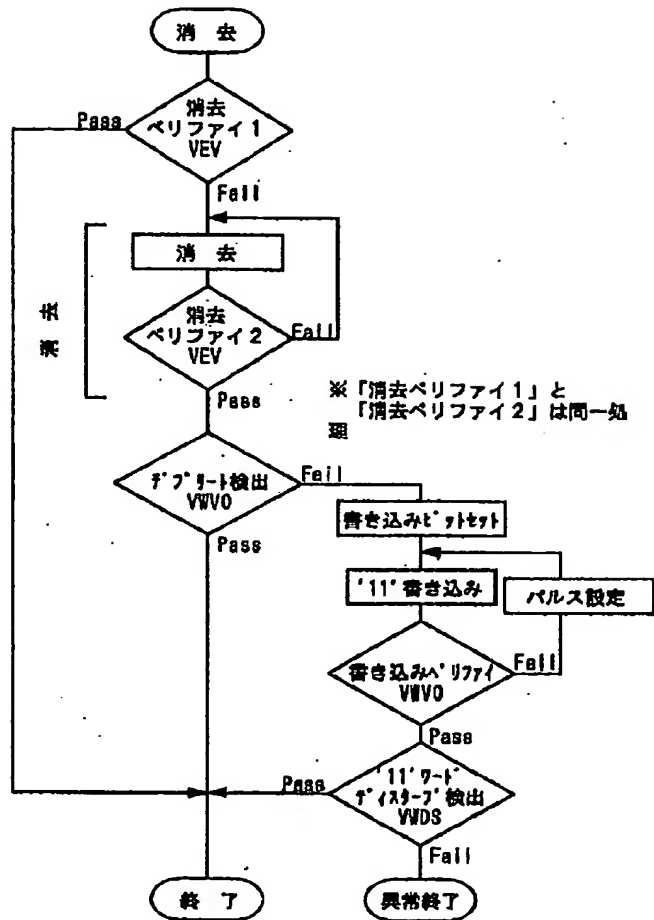 消 去
消去
ベリファイ1
VEV
Pass
Fail
消 去
消去
ベリファイ2
VEV
Fail
Pass
消 去
※「消去ベリファイ1」と
「消去ベリファイ2」は同一処
理
デプリート検出
VWV0
Fail
Pass
書き込みビットセット
'11'書き込み
パルス設定
書き込みベリファイ
VWV0
Fail
Pass
'11'ワード
ディスターブ検出
VWDS
Pass
Fail
終 了
異常終了